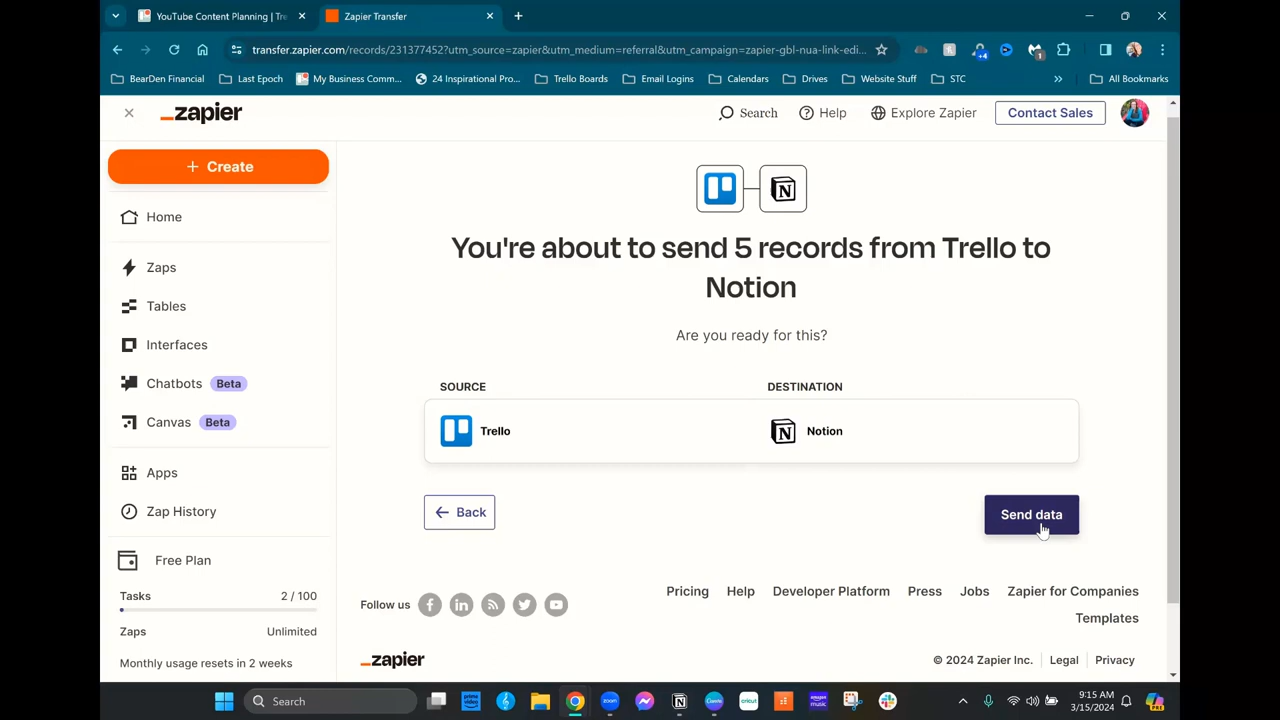 YouTube Content Planning | Tre
Zapier Transfer
transfer.zapier.com/records/231377452?utm_source=zapier&utm_medium=referral&utm_campaign=zapier-gbl-nua-link-edi...
+4
1
BearDen Financial
Last Epoch
My Business Comm...
24 Inspirational Pro...
Trello Boards
Email Logins
Calendars
Drives
Website Stuff
STC
»
All Bookmarks
zapier
Search
Help
Explore Zapier
Contact Sales
+ Create
Home
Zaps
Tables
Interfaces
Chatbots Beta
Canvas Beta
Apps
Zap History
Free Plan
Tasks 2 / 100
Zaps Unlimited
Monthly usage resets in 2 weeks
You're about to send 5 records from Trello to
Notion
Are you ready for this?
SOURCE DESTINATION
Trello Notion
Back
Send data
Follow us
Pricing Help Developer Platform Press Jobs Zapier for Companies
Templates
zapier
© 2024 Zapier Inc. Legal Privacy
Search
9:15 AM
3/15/2024